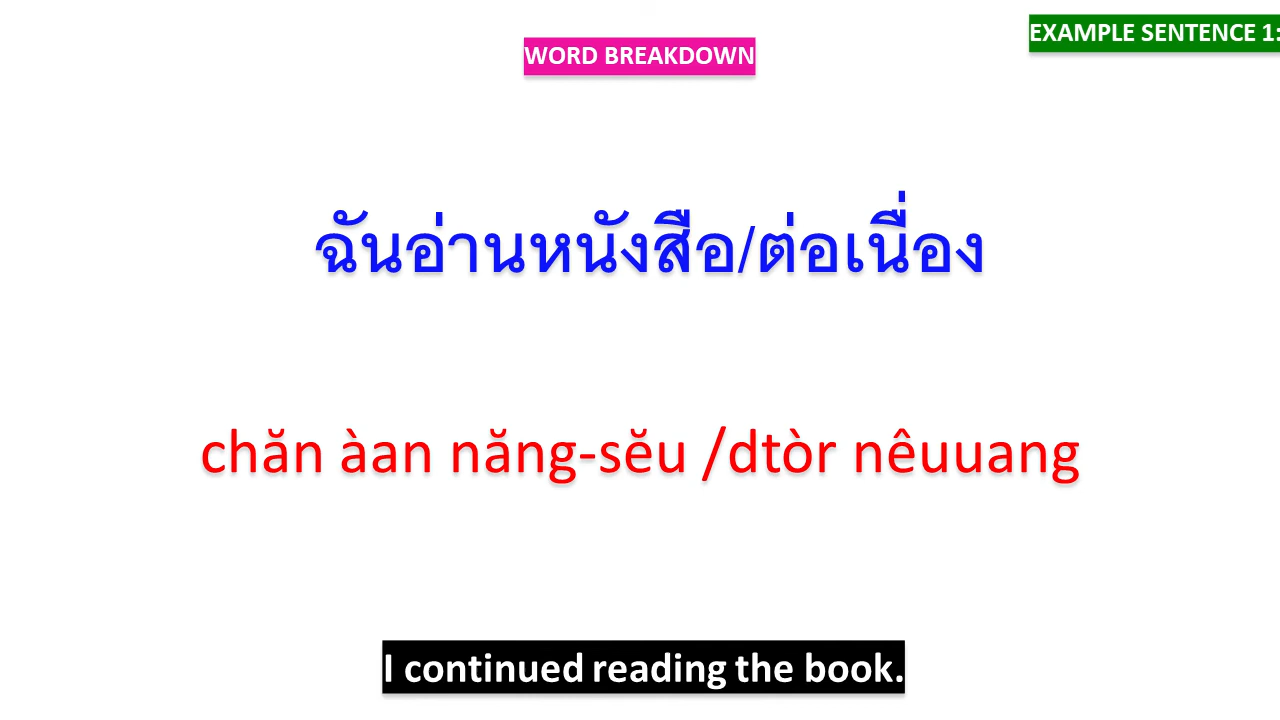 EXAMPLE SENTENCE 1:
WORD BREAKDOWN
ฉันอ่านหนังสือ/ต่อเนื่อง
chăn àan năng-sĕu /dtòr nêuuang
I continued reading the book.